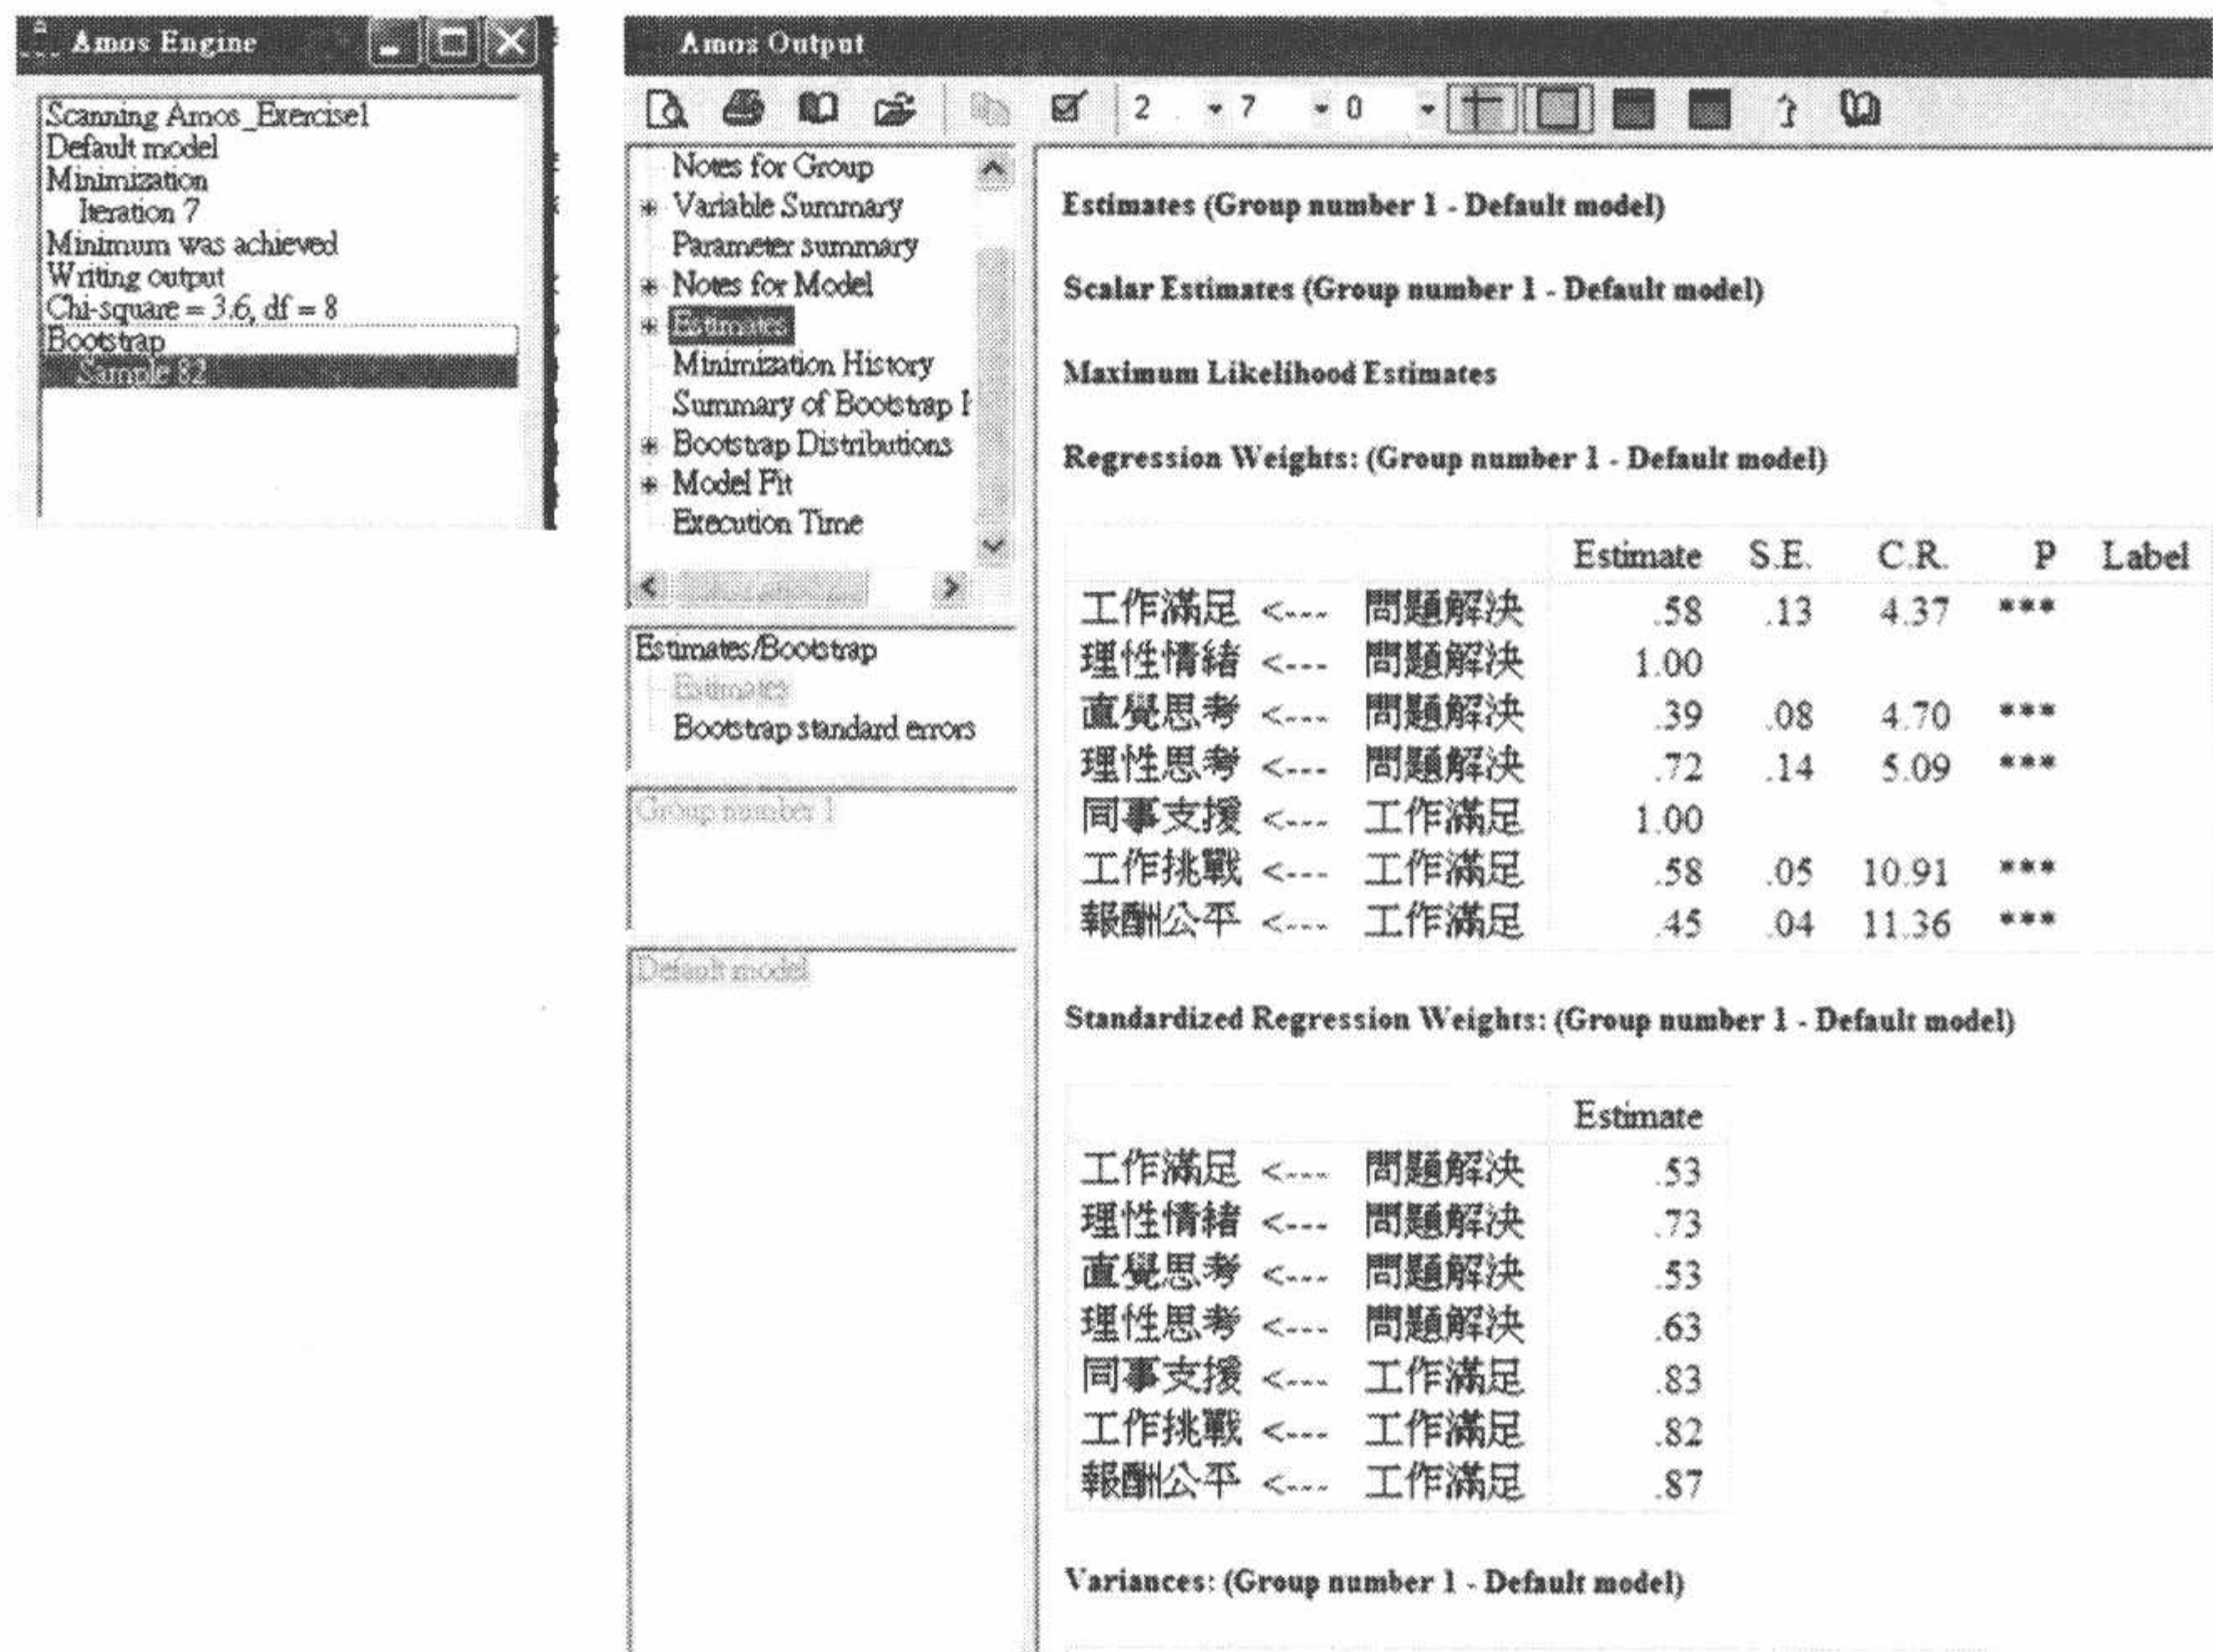 Amos Engine
Scanning Amos_Exercise1
Default model
Minimization
Iteration 7
Minimum was achieved
Writing output
Chi-square = 3.6, df = 8
Bootstrap
Sample 82
Amos Output
2 7 0
Notes for Group
Variable Summary
Parameter summary
Notes for Model
Estimates
Minimization History
Summary of Bootstrap I
Bootstrap Distributions
Model Fit
Execution Time
Estimates/Bootstrap
Estimates
Bootstrap standard errors
Group number 1
Default model
Estimates (Group number 1 - Default model)
Scalar Estimates (Group number 1 - Default model)
Maximum Likelihood Estimates
Regression Weights: (Group number 1 - Default model)
Estimate S.E. C.R. P Label
工作滿足 <--- 問題解決 .58 .13 4.37 ***
理性情緒 <--- 問題解決 1.00
直覺思考 <--- 問題解決 .39 .08 4.70 ***
理性思考 <--- 問題解決 .72 .14 5.09 ***
同事支援 <--- 工作滿足 1.00
工作挑戰 <--- 工作滿足 .58 .05 10.91 ***
報酬公平 <--- 工作滿足 .45 .04 11.36 ***
Standardized Regression Weights: (Group number 1 - Default model)
Estimate
工作滿足 <--- 問題解決 .53
理性情緒 <--- 問題解決 .73
直覺思考 <--- 問題解決 .53
理性思考 <--- 問題解決 .63
同事支援 <--- 工作滿足 .83
工作挑戰 <--- 工作滿足 .82
報酬公平 <--- 工作滿足 .87
Variances: (Group number 1 - Default model)